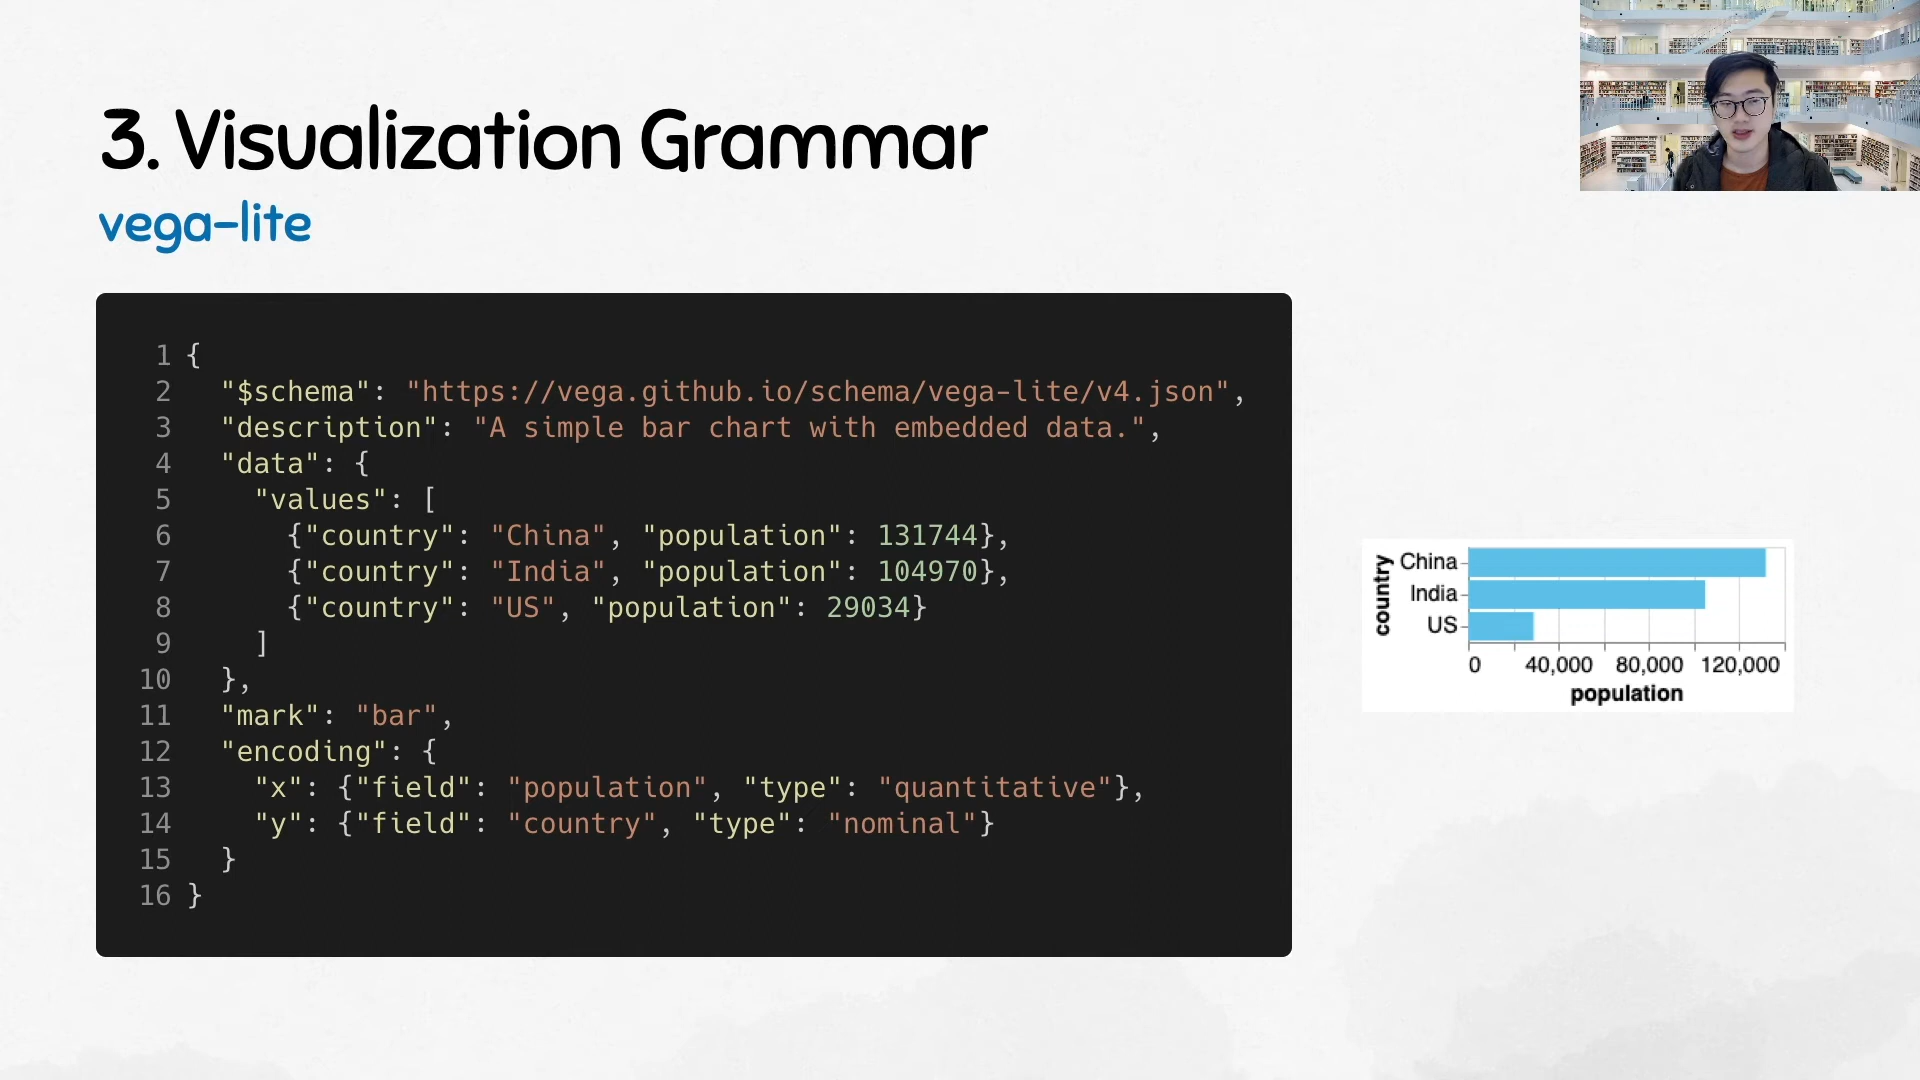 3. Visualization Grammar
vega-lite
1 {
2   "$schema": "https://vega.github.io/schema/vega-lite/v4.json",
3   "description": "A simple bar chart with embedded data.",
4   "data": {
5     "values": [
6       {"country": "China", "population": 131744},
7       {"country": "India", "population": 104970},
8       {"country": "US", "population": 29034}
9     ]
10   },
11   "mark": "bar",
12   "encoding": {
13     "x": {"field": "population", "type": "quantitative"},
14     "y": {"field": "country", "type": "nominal"}
15   }
16 }
country
China
India
US
0 40,000 80,000 120,000
population